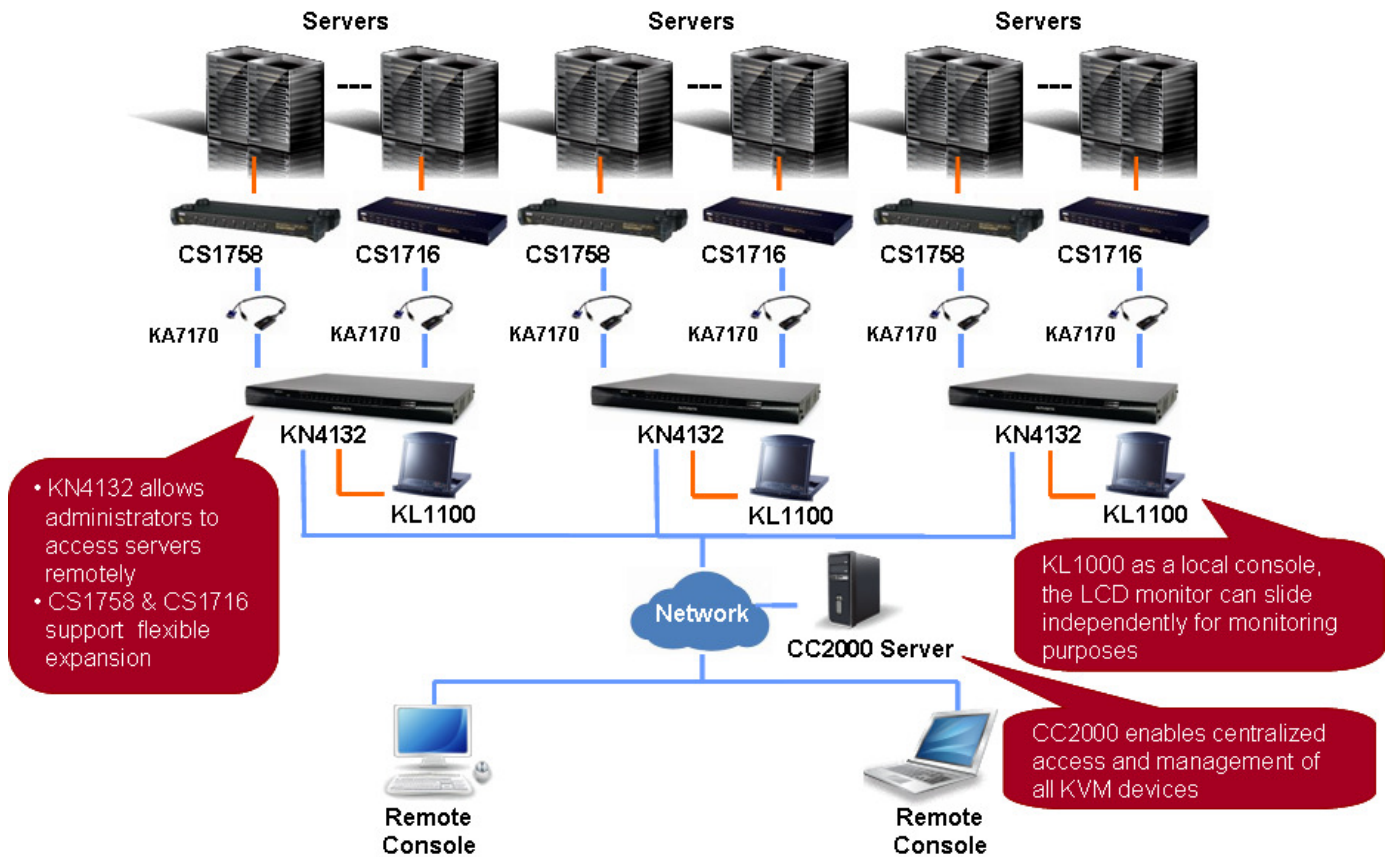 Servers
Servers
Servers
---
---
---
CS1758
CS1716
CS1758
CS1716
CS1758
CS1716
KA7170
KA7170
KA7170
KA7170
KA7170
KA7170
KN4132
KN4132
KN4132
KL1100
KL1100
KL1100
• KN4132 allows
administrators to
access servers
remotely
• CS1758 & CS1716
support flexible
expansion
KL1000 as a local console,
the LCD monitor can slide
independently for monitoring
purposes
Network
CC2000 Server
CC2000 enables centralized
access and management of
all KVM devices
Remote
Console
Remote
Console